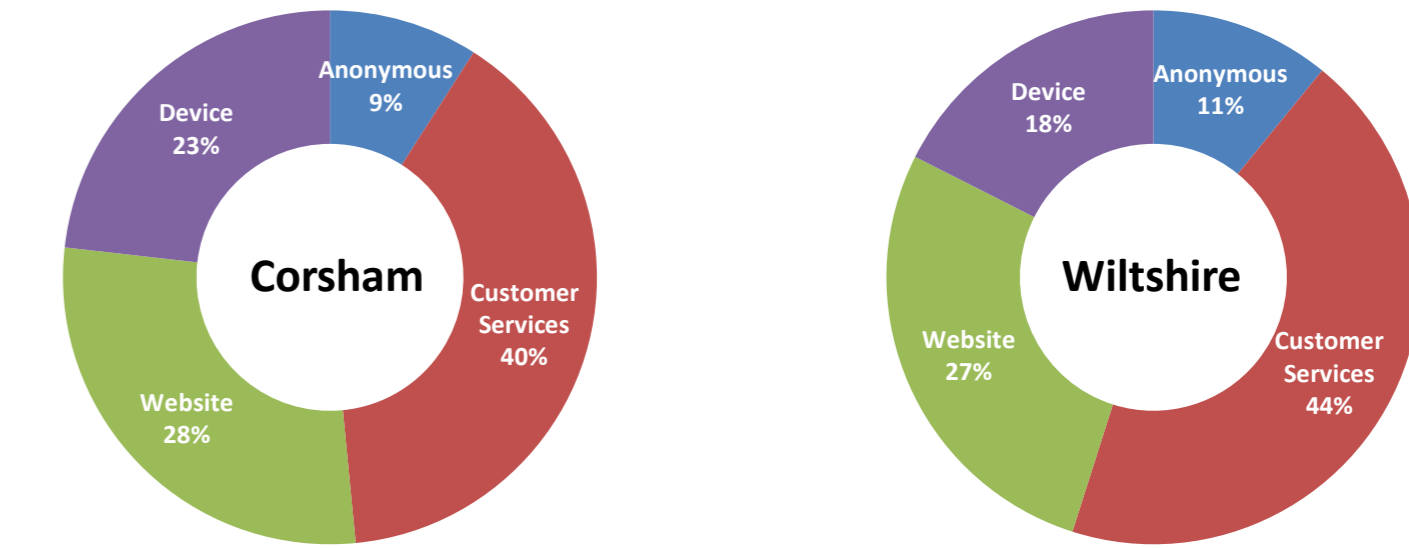 Anonymous
9%
Device
23%
Corsham
Customer
Services
40%
Website
28%
Anonymous
11%
Device
18%
Wiltshire
Website
27%
Customer
Services
44%